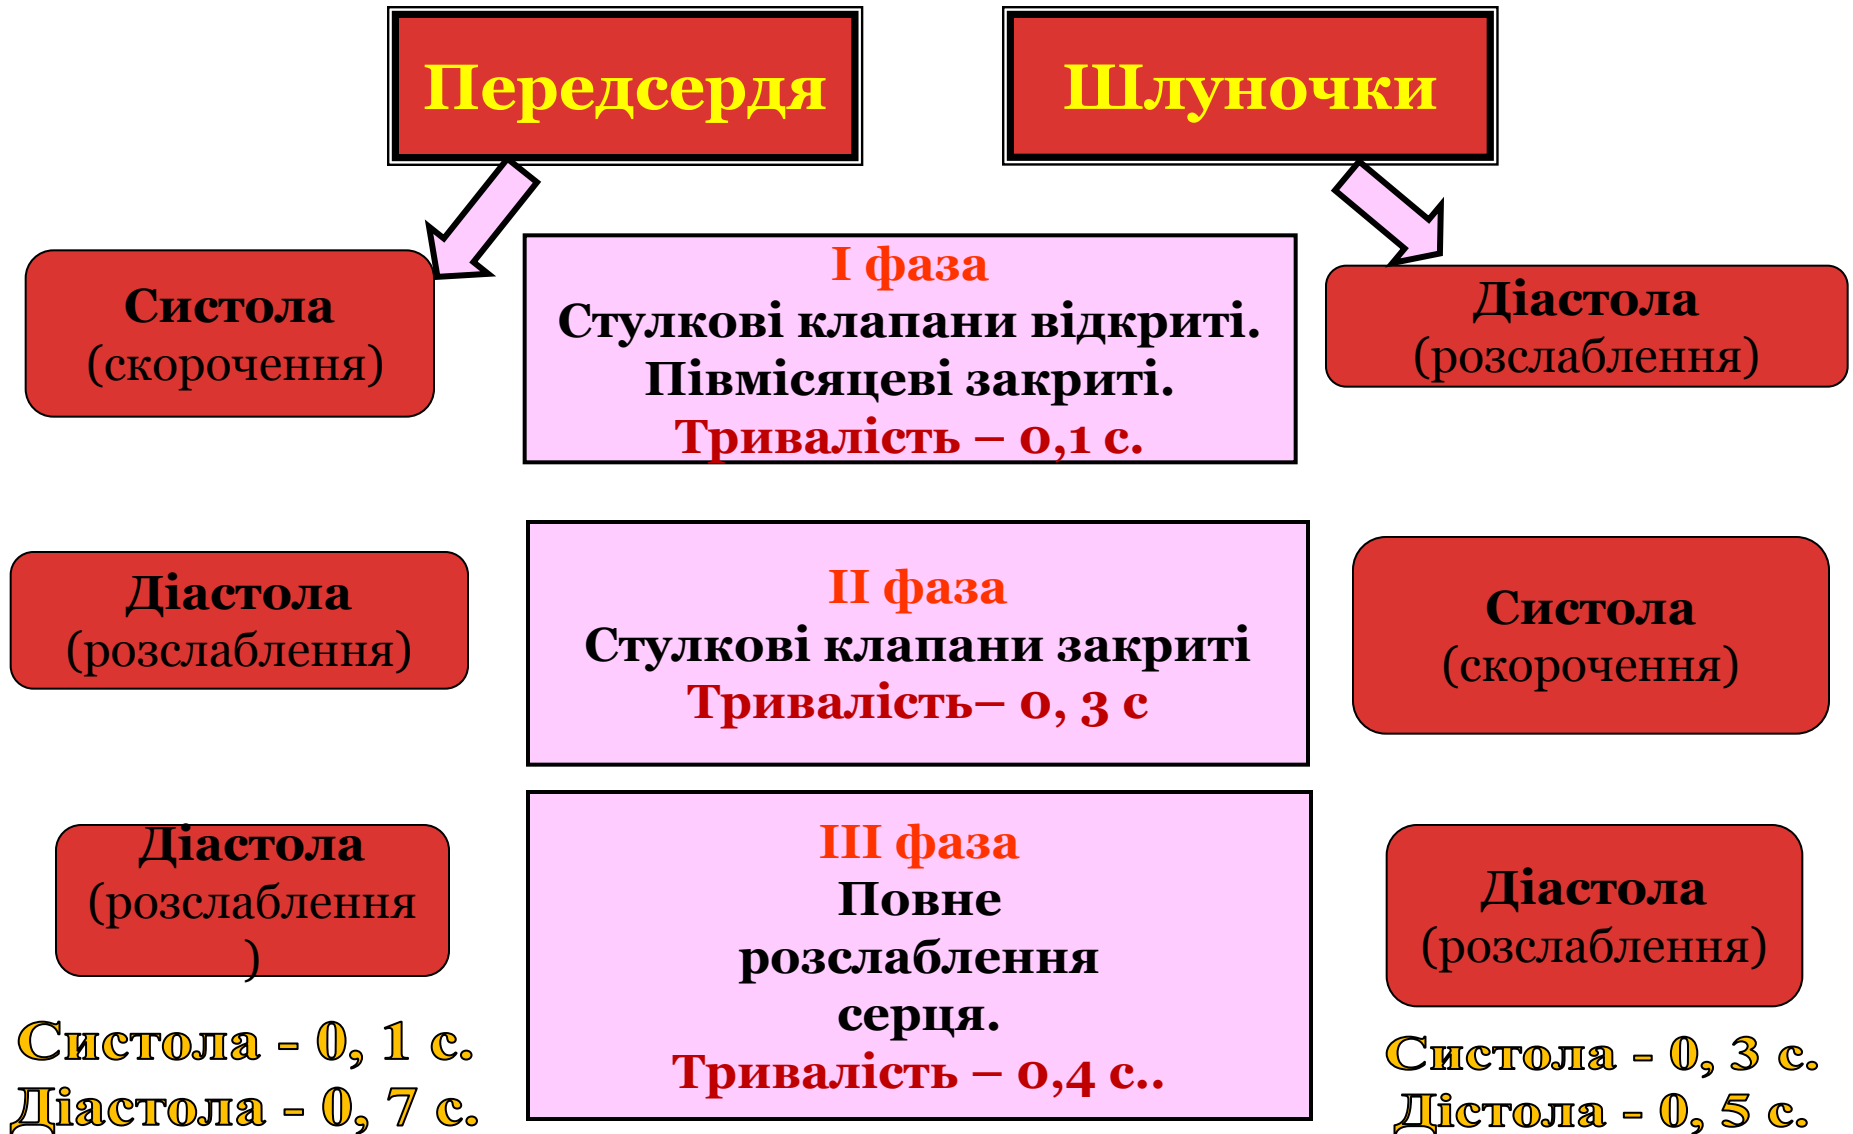 Передсердя
Шлуночки
Систола
(скорочення)
І фаза
Стулкові клапани відкриті.
Півмісяцеві закриті.
Тривалість – 0,1 с.
Діастола
(розслаблення)
Діастола
(розслаблення)
ІІ фаза
Стулкові клапани закриті
Тривалість– 0, 3 с
Систола
(скорочення)
Діастола
(розслаблення
)
ІІІ фаза
Повне
розслаблення
серця.
Тривалість – 0,4 с..
Діастола
(розслаблення)
Систола - 0, 1 с.
Діастола - 0, 7 с.
Систола - 0, 3 с.
Дістола - 0, 5 с.